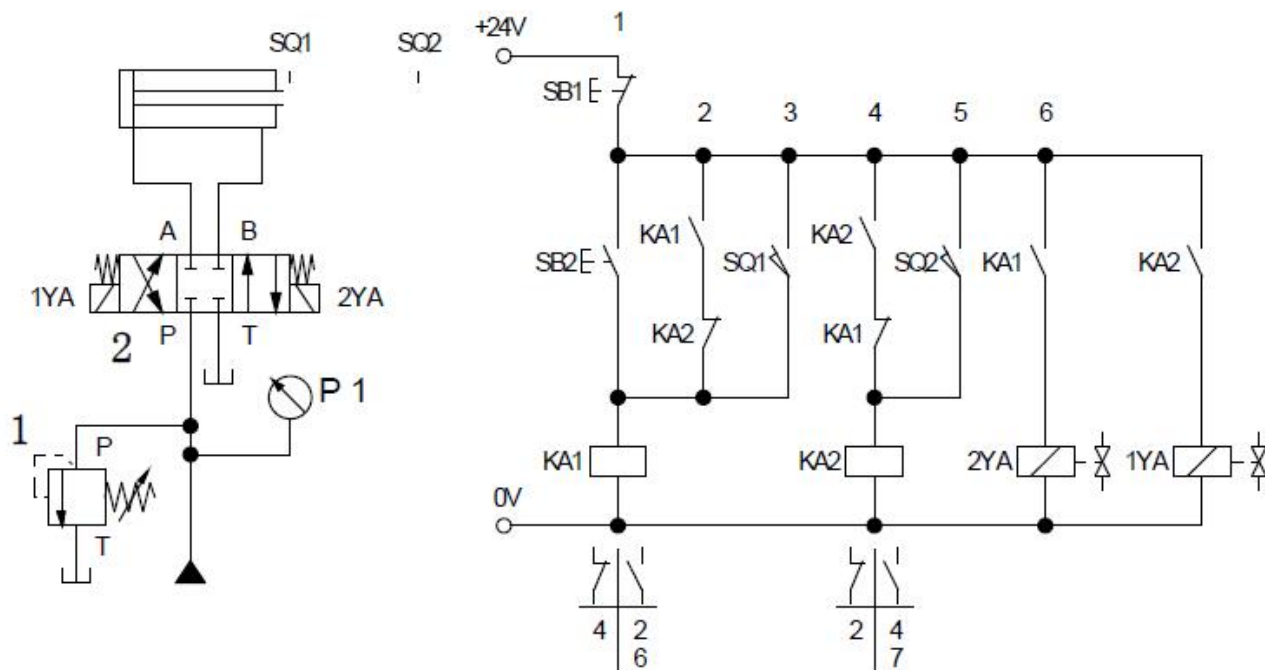 SQ1 SQ2
+24V
1
SB1
2 3 4 5 6
A B
KA1 KA2
SB2 SQ1 SQ2 KA1 KA2
1YA 2YA
P T
2
KA2 KA1
P 1
1
P
KA1 KA2 2YA 1YA
0V
T
4 2 2 4
6 7